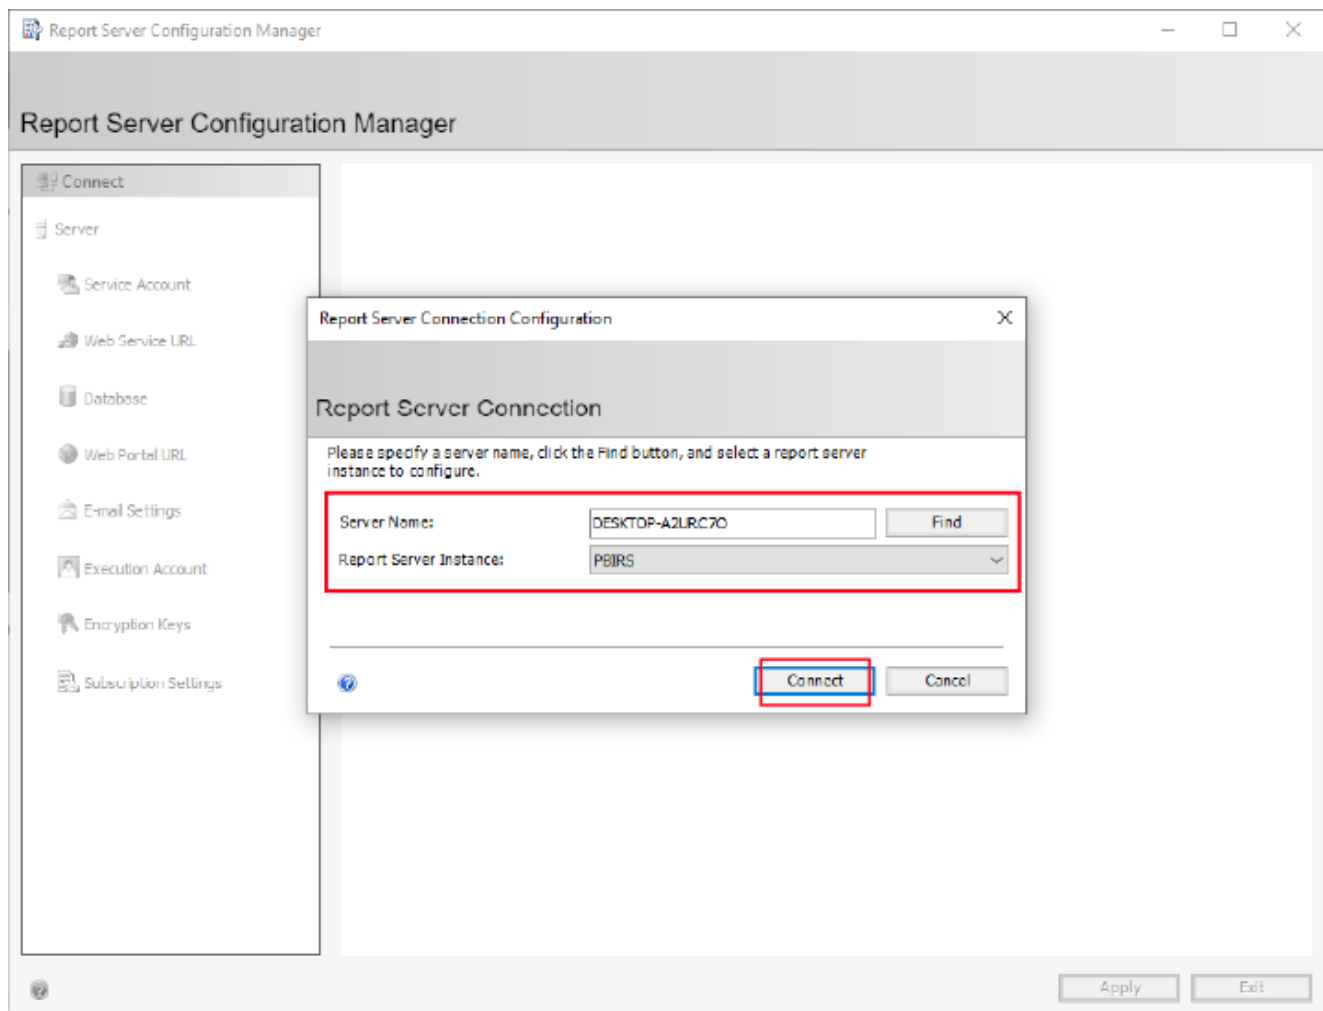 Report Server Configuration Manager
Report Server Configuration Manager
Connect
Server
Service Account
Web Service URL
Database
Web Portal URL
E-mail Settings
Execution Account
Encryption Keys
Subscription Settings
Report Server Connection Configuration
Report Server Connection
Please specify a server name, click the Find button, and select a report server
instance to configure.
Server Name:
DESKTOP-A2URC7O
Find
Report Server Instance:
PBIRS
Connect
Cancel
Apply
Exit